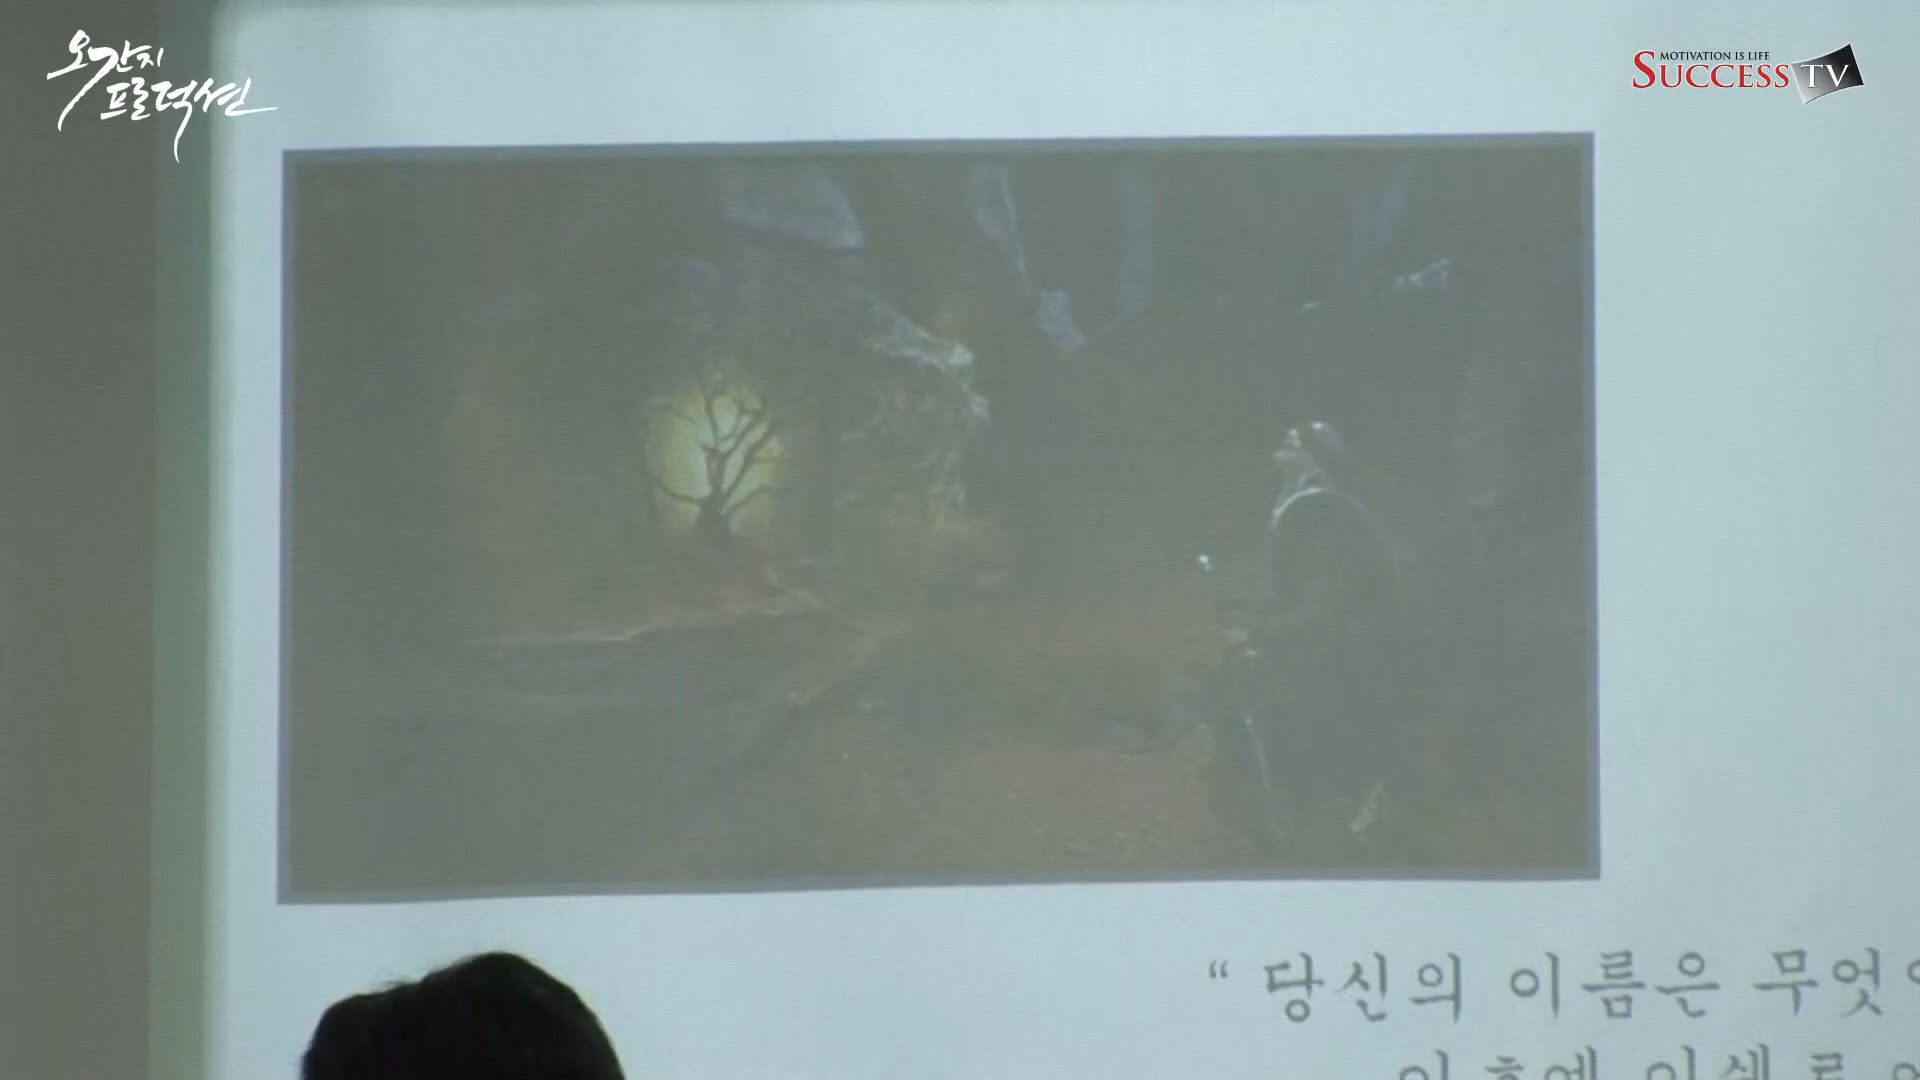 오간지
프로덕션
MOTIVATION IS LIFE
SUCCESS TV
“ 당신의 이름은 무엇